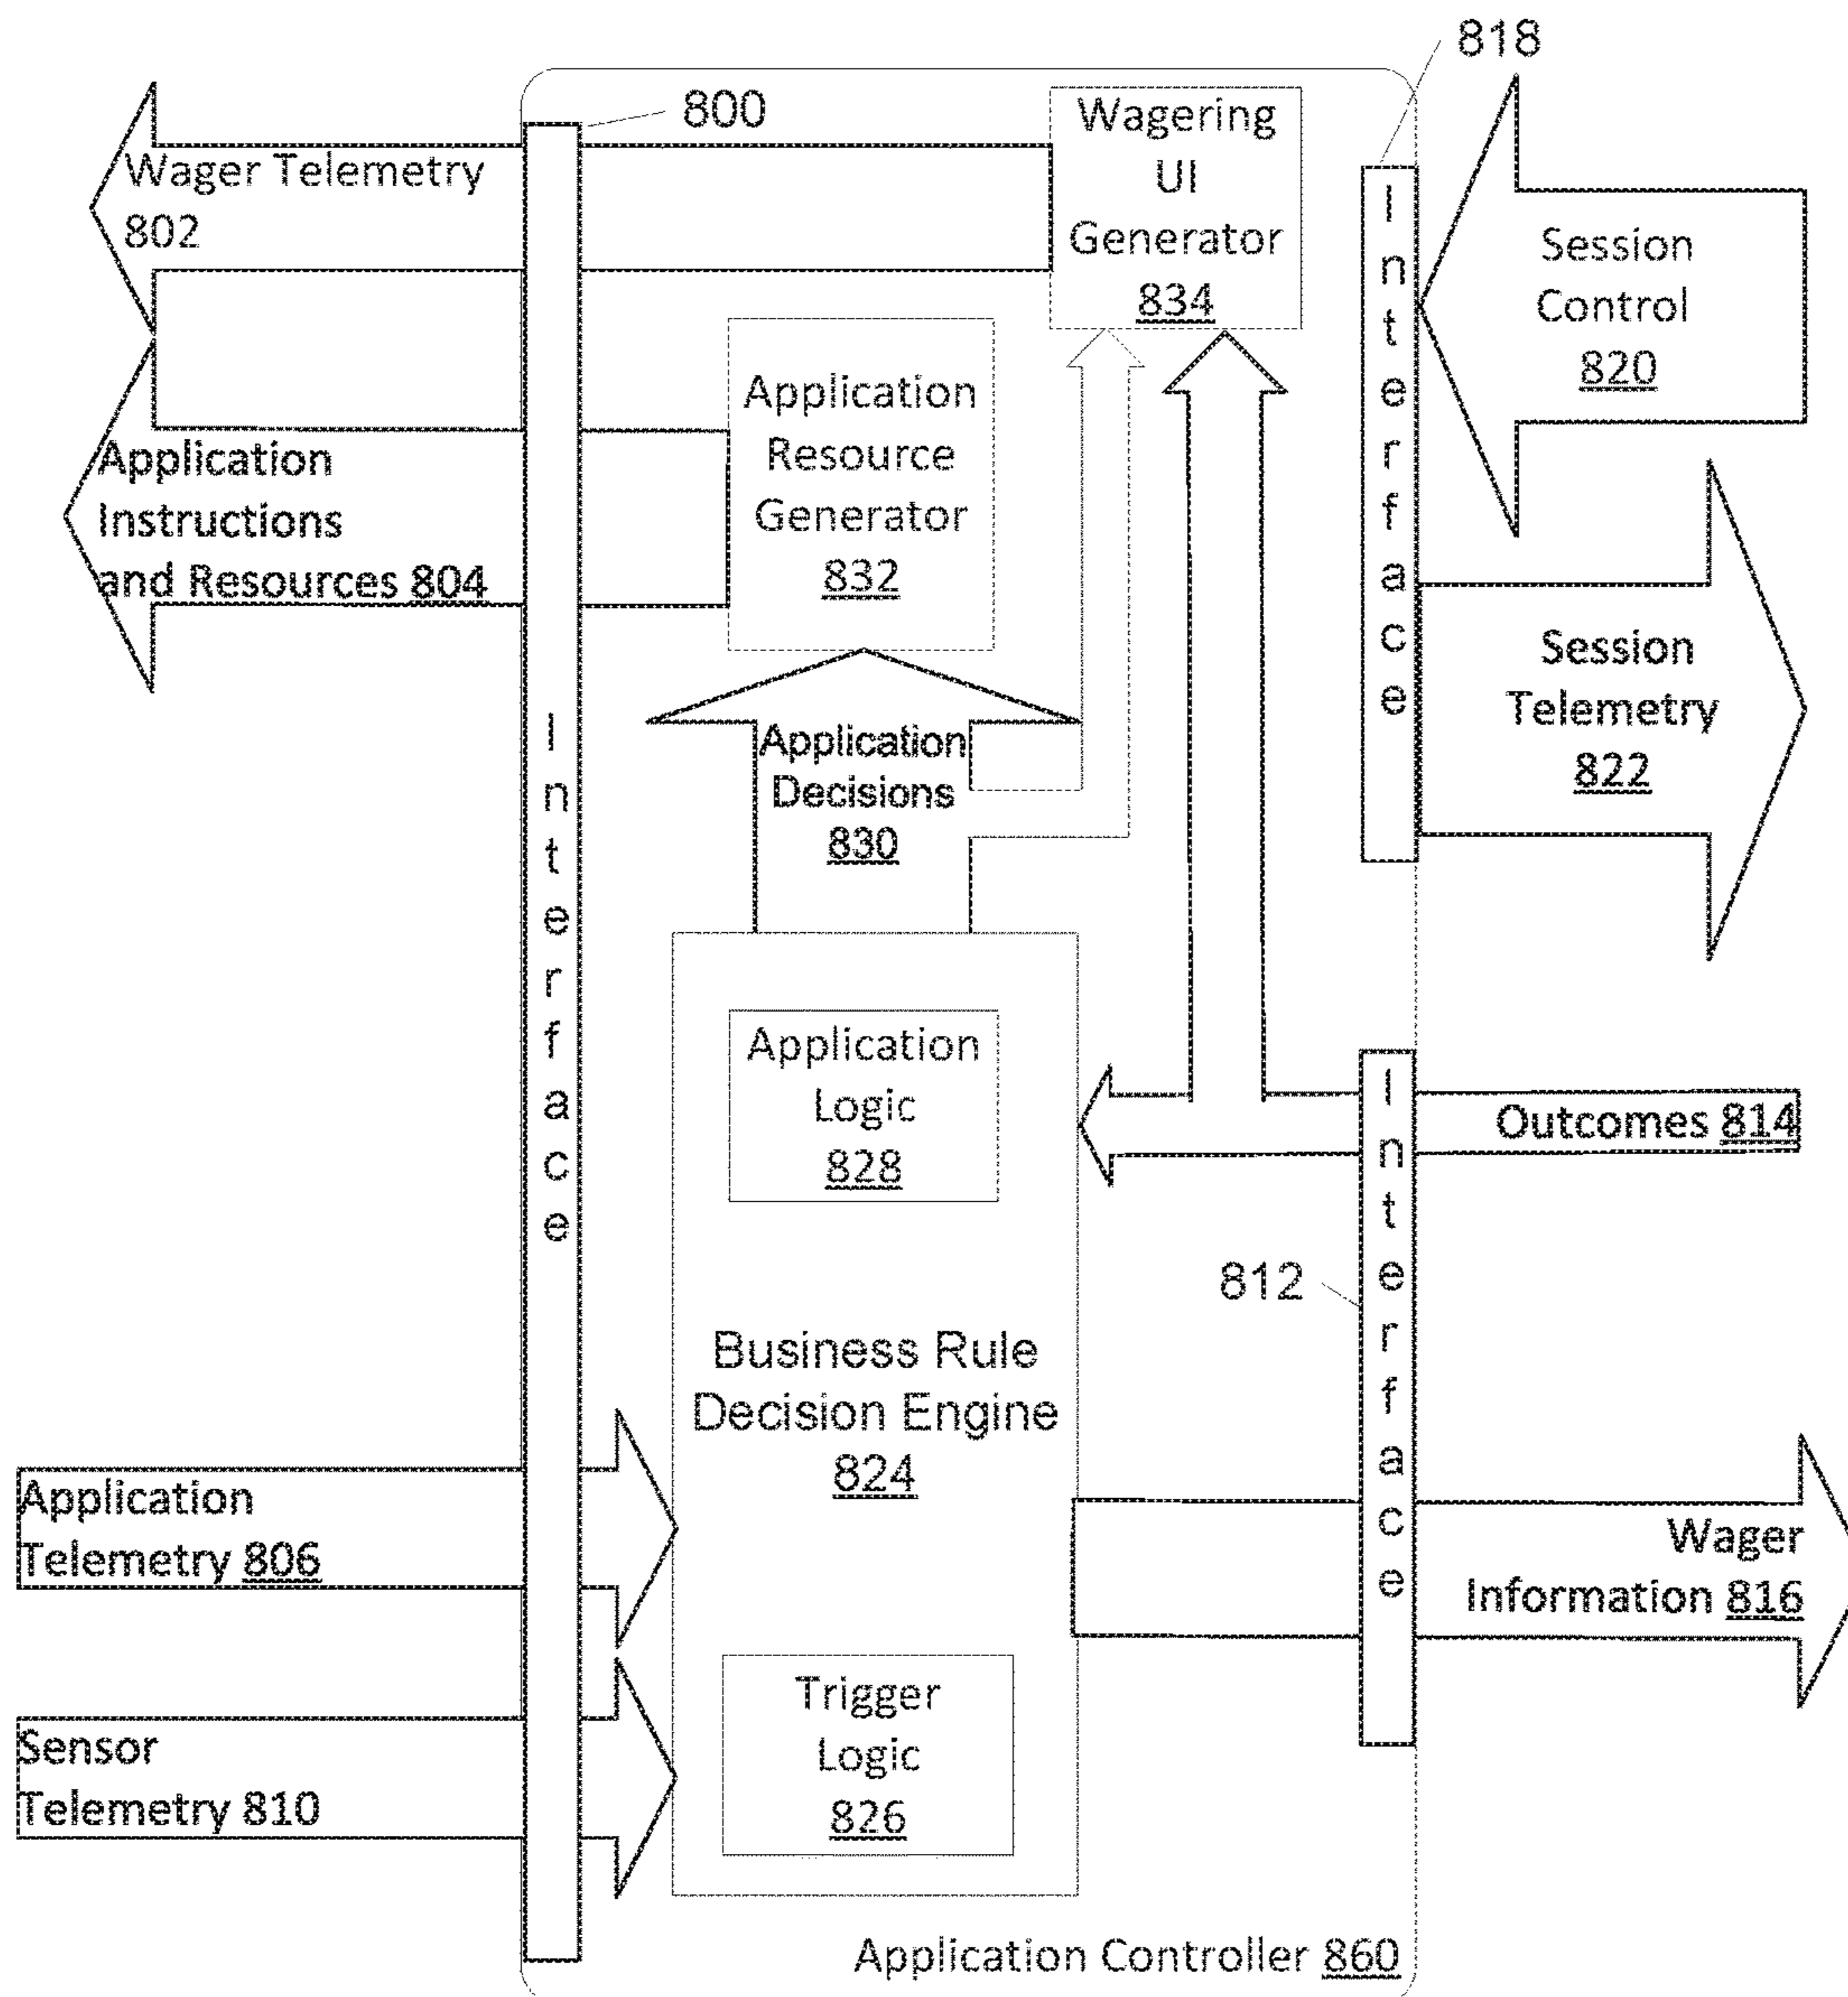 818
800
Wager Telemetry
802
Wagering
UI
Generator
834
Interface
Session
Control
820
Application
Resource
Generator
832
Application
Instructions
and Resources 804
Session
Telemetry
822
Interface
Application
Decisions
830
Application
Logic
828
Interface
Outcomes 814
812
Business Rule
Decision Engine
824
Application
Telemetry 806
Wager
Information 816
Trigger
Logic
826
Sensor
Telemetry 810
Application Controller 860